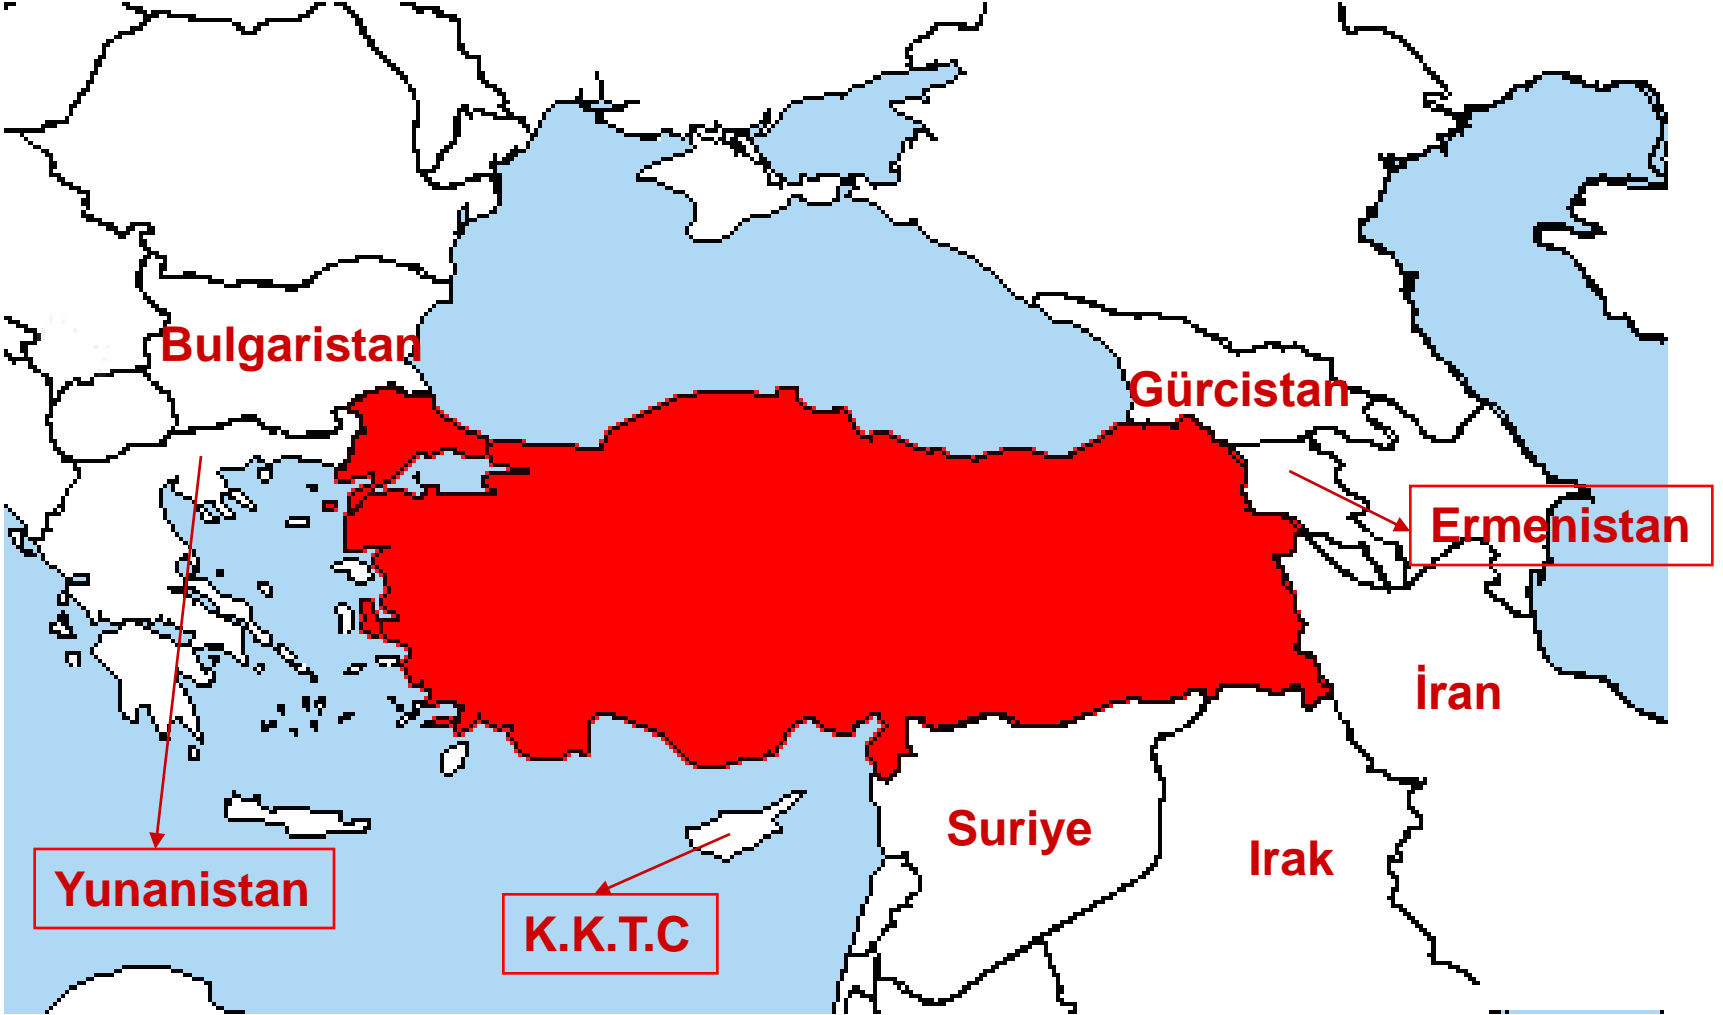 Bulgaristan
Gürcistan
Ermenistan
İran
Suriye
Irak
Yunanistan
K.K.T.C